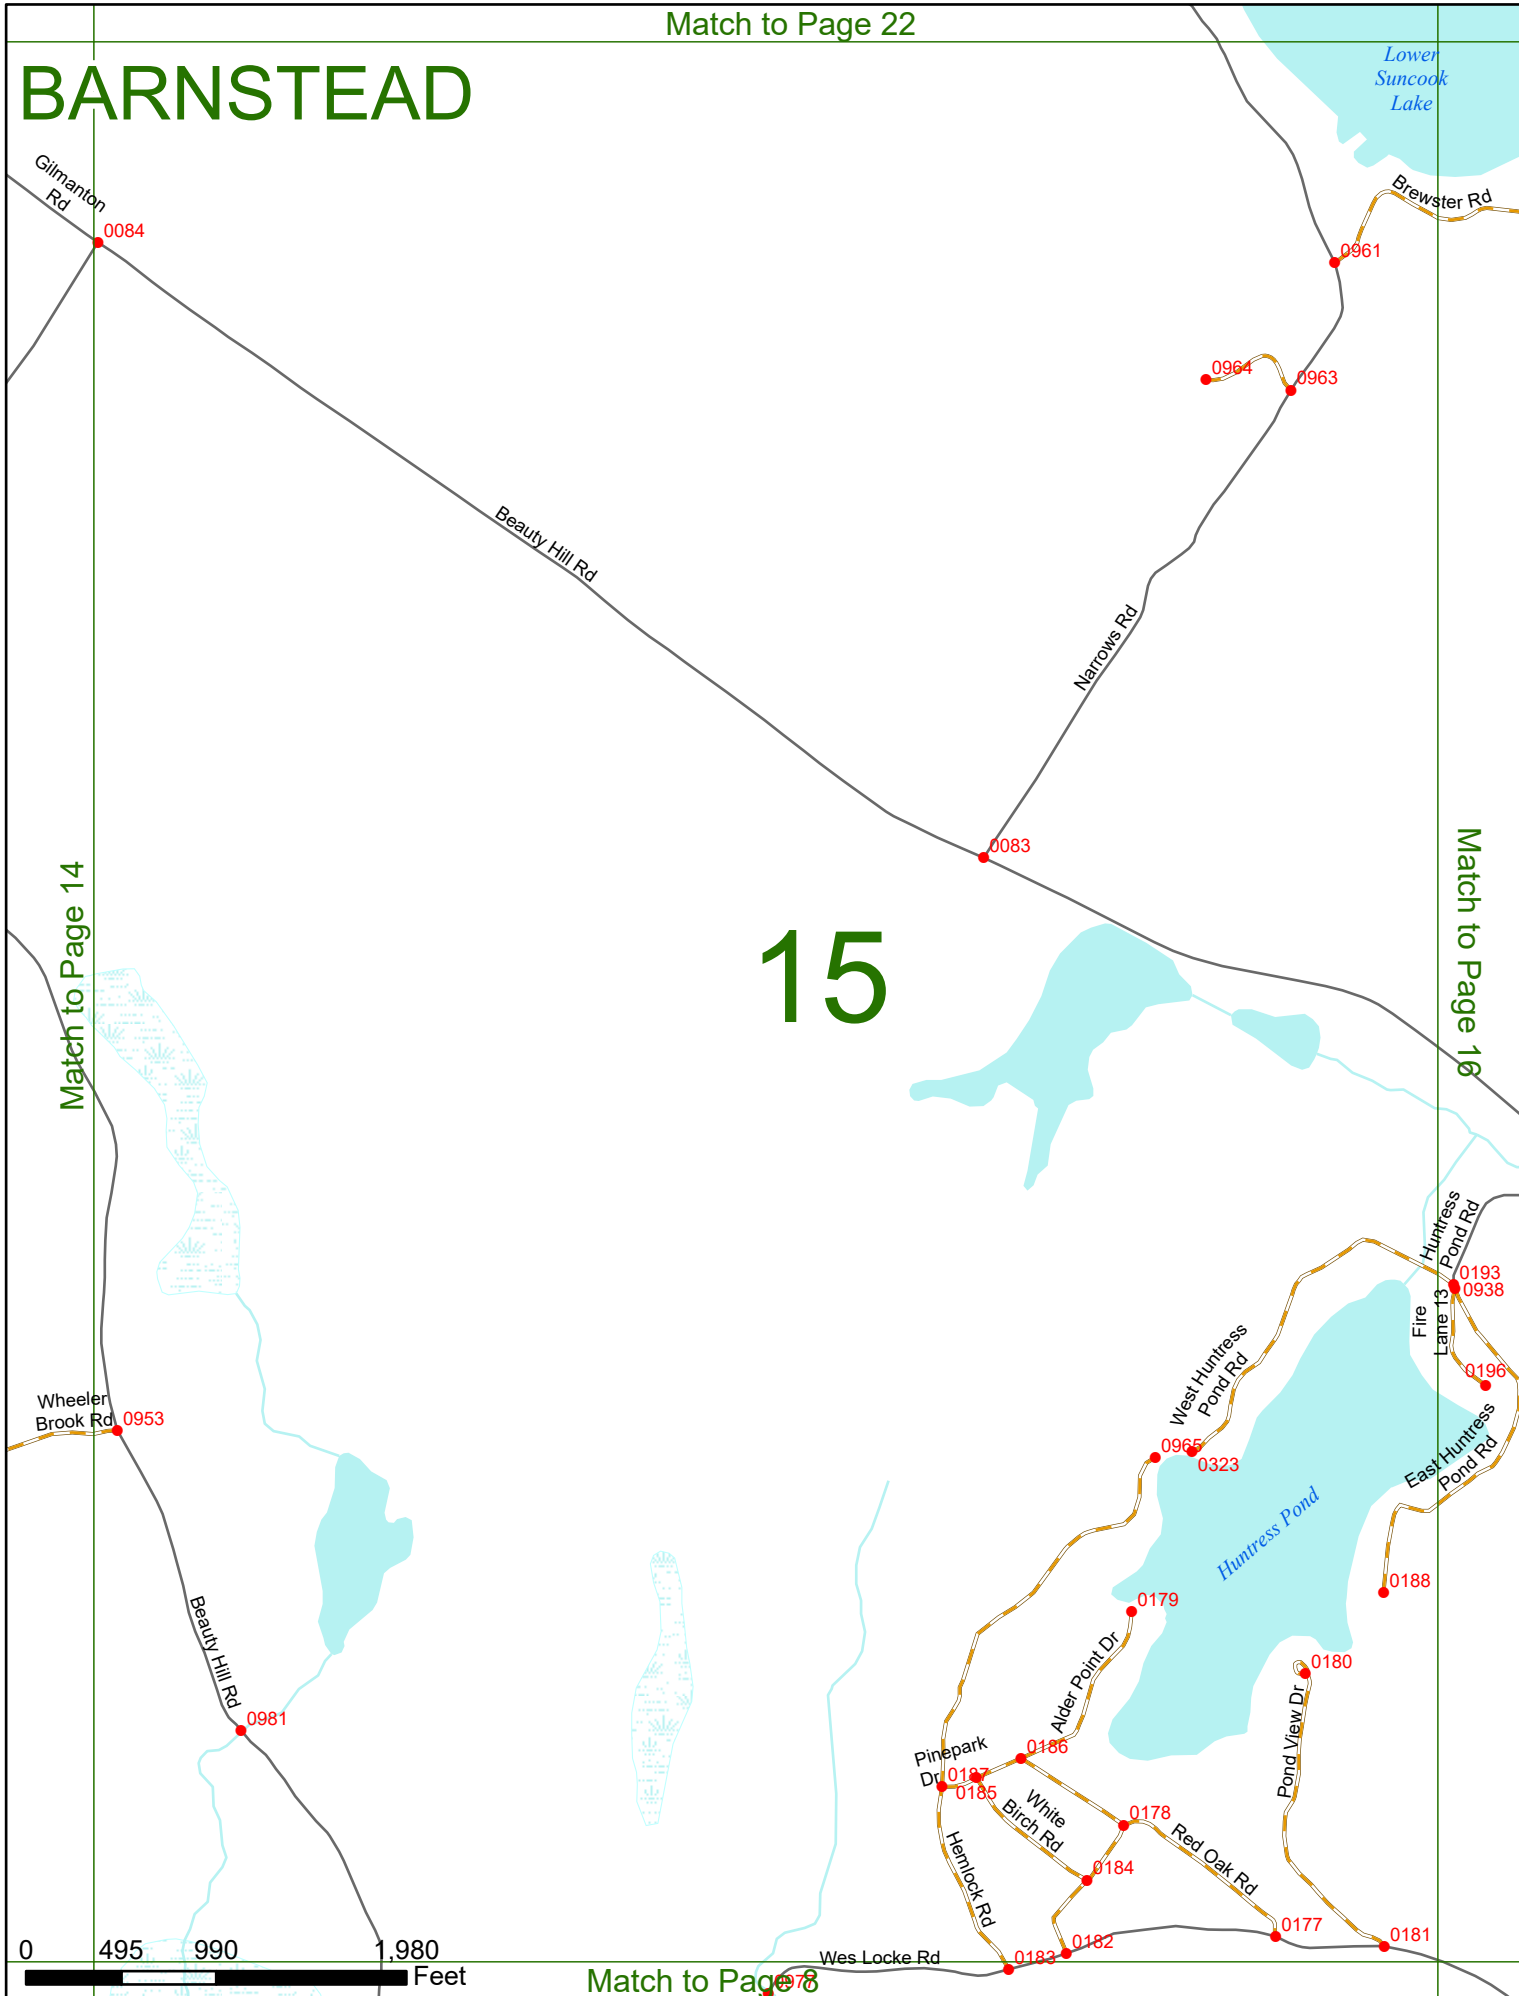 Match to Page 22
BARNSTEAD
Lower
Suncook
Lake
Gilmanton
Rd
0084
Brewster Rd
0961
0964
0963
Beauty Hill Rd
Narrows Rd
0083
Match to Page 14
15
Match to Page 16
Huntress
Pond Rd
0193
0938
Fire
Lane 13
West Huntress
Pond Rd
0196
Wheeler
Brook Rd
0953
0965
0323
East Huntress
Pond Rd
Huntress Pond
0188
0179
Beauty Hill Rd
Alder Point Dr
0180
0981
Pond View Dr
Pinepark
Dr
0186
0187
0185
White
Birch Rd
0178
Red Oak Rd
Hemlock Rd
0184
0177
0181
0182
0 495 990 1,980
Feet
Wes Locke Rd
0183
0977
Match to Page 8